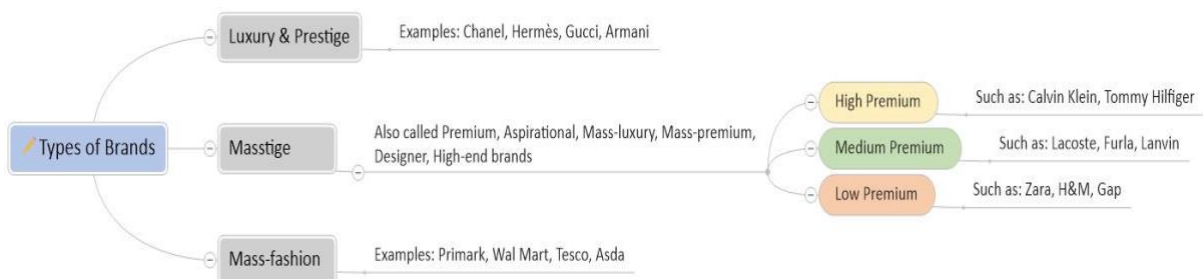 Types of Brands
Luxury & Prestige
Examples: Chanel, Hermès, Gucci, Armani
Masstige
Also called Premium, Aspirational, Mass-luxury, Mass-premium,
Designer, High-end brands
High Premium
Such as: Calvin Klein, Tommy Hilfiger
Medium Premium
Such as: Lacoste, Furla, Lanvin
Low Premium
Such as: Zara, H&M, Gap
Mass-fashion
Examples: Primark, Wal Mart, Tesco, Asda